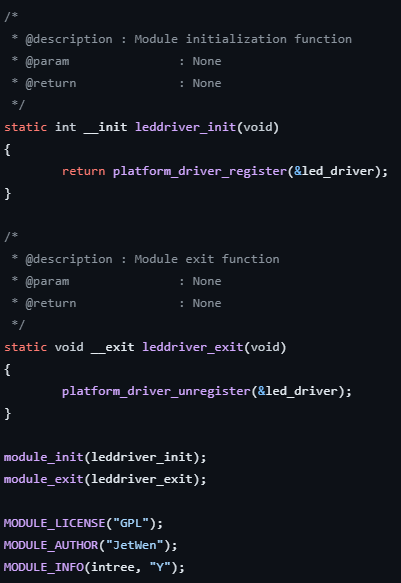 /*
 * @description : Module initialization function
 * @param               : None
 * @return              : None
 */
static int __init leddriver_init(void)
{
        return platform_driver_register(&led_driver);
}

/*
 * @description : Module exit function
 * @param               : None
 * @return              : None
 */
static void __exit leddriver_exit(void)
{
        platform_driver_unregister(&led_driver);
}

module_init(leddriver_init);
module_exit(leddriver_exit);

MODULE_LICENSE("GPL");
MODULE_AUTHOR("JetWen");
MODULE_INFO(intree, "Y");